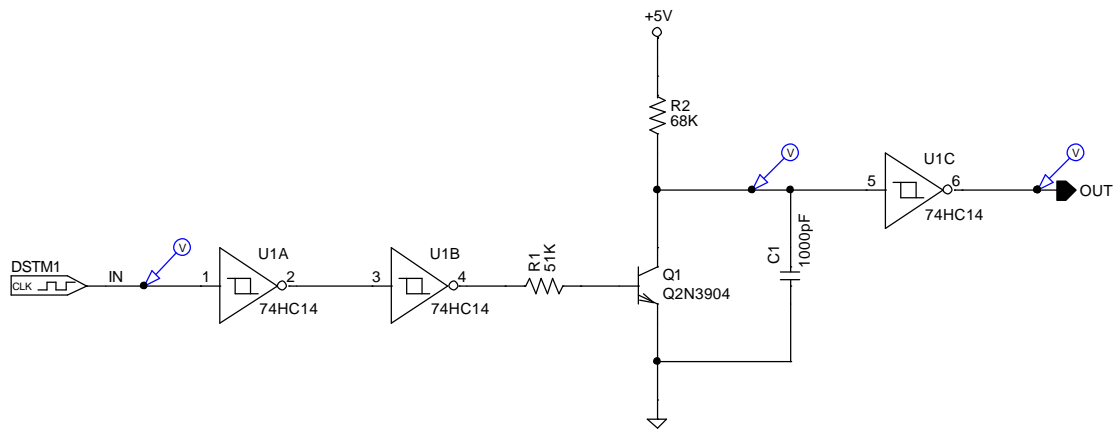 +5V
R2
68K
V
V
U1C
5
6
OUT
74HC14
C1
1000pF
V
DSTM1
CLK
IN
U1A
1
2
74HC14
U1B
3
4
74HC14
R1
51K
Q1
Q2N3904